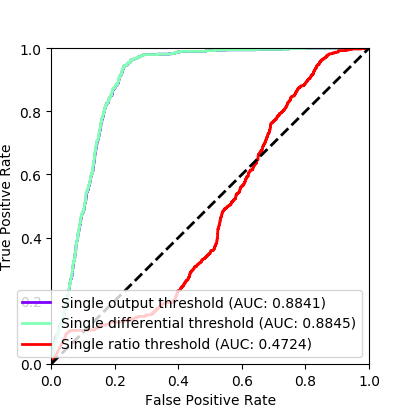 1.0
0.8
0.6
0.4
0.2
0.0
True Positive Rate
Single output threshold (AUC: 0.8841)
Single differential threshold (AUC: 0.8845)
Single ratio threshold (AUC: 0.4724)
0.0 0.2 0.4 0.6 0.8 1.0
False Positive Rate